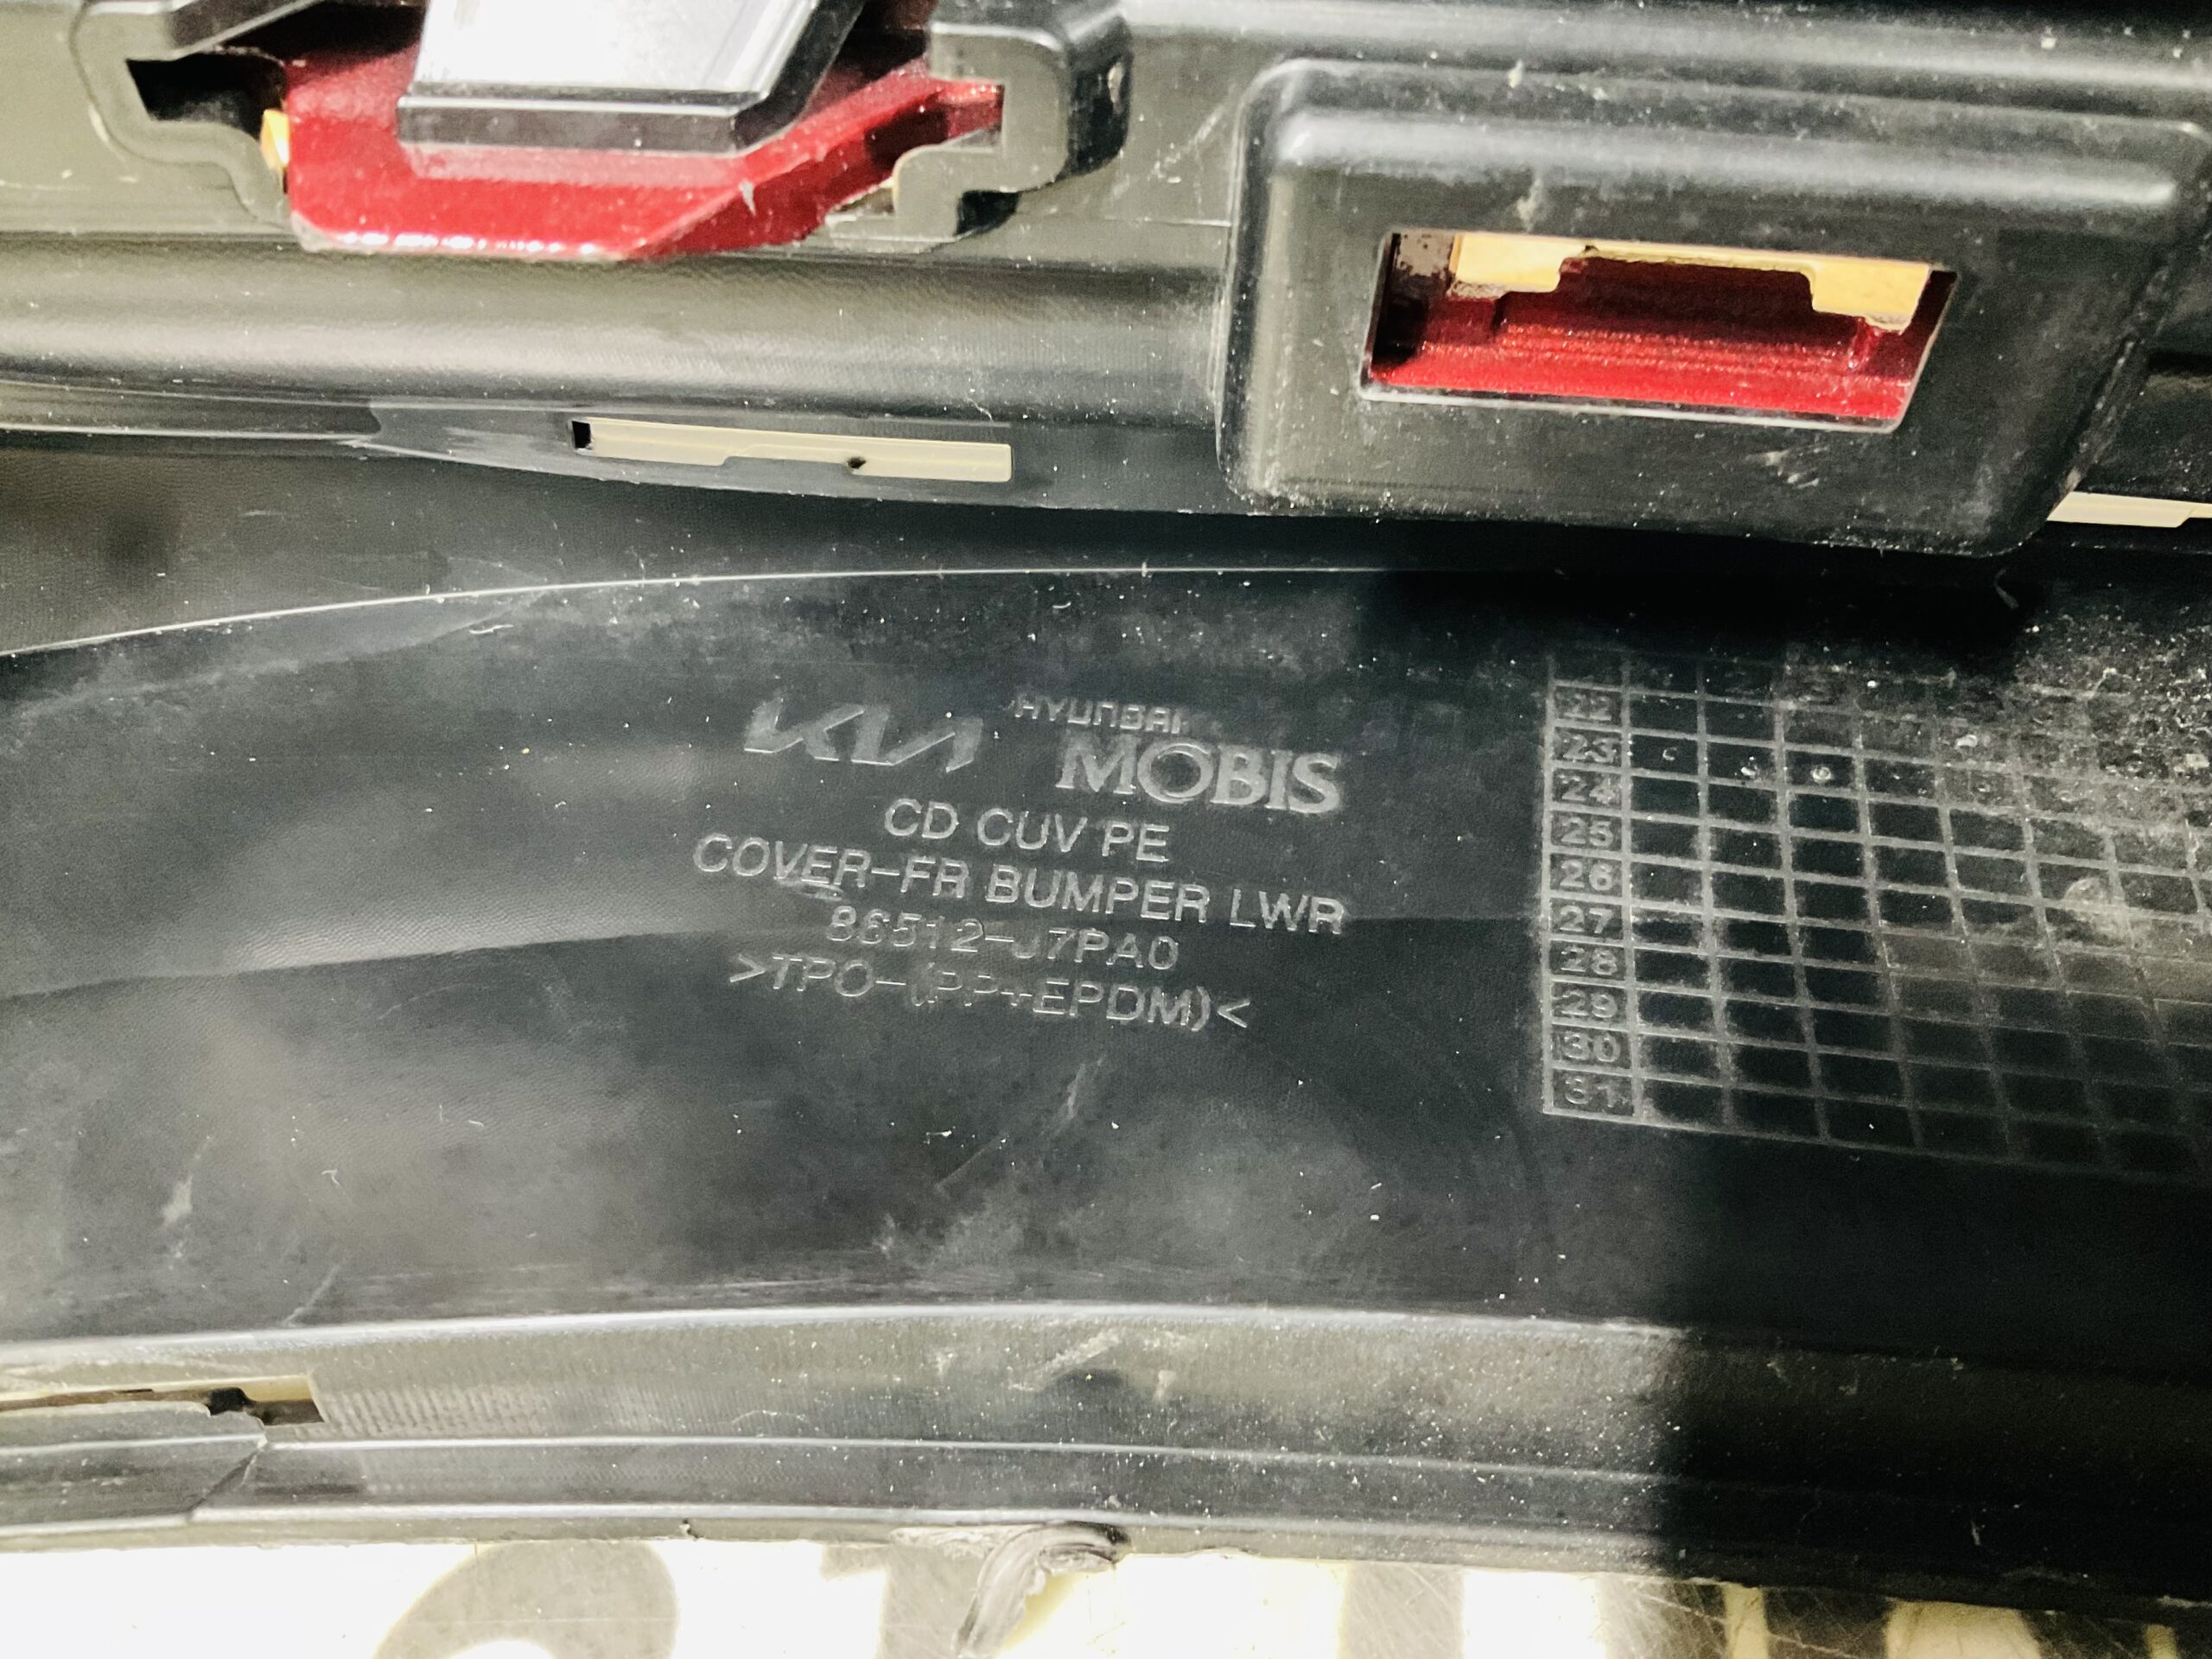 KIA HYUNDAI MOBIS
CD CUV PE
COVER-FR BUMPER LWR
86512-J7PA0
>TPO-(PP+EPDM)<
22
23
24
25
26
27
28
29
30
31